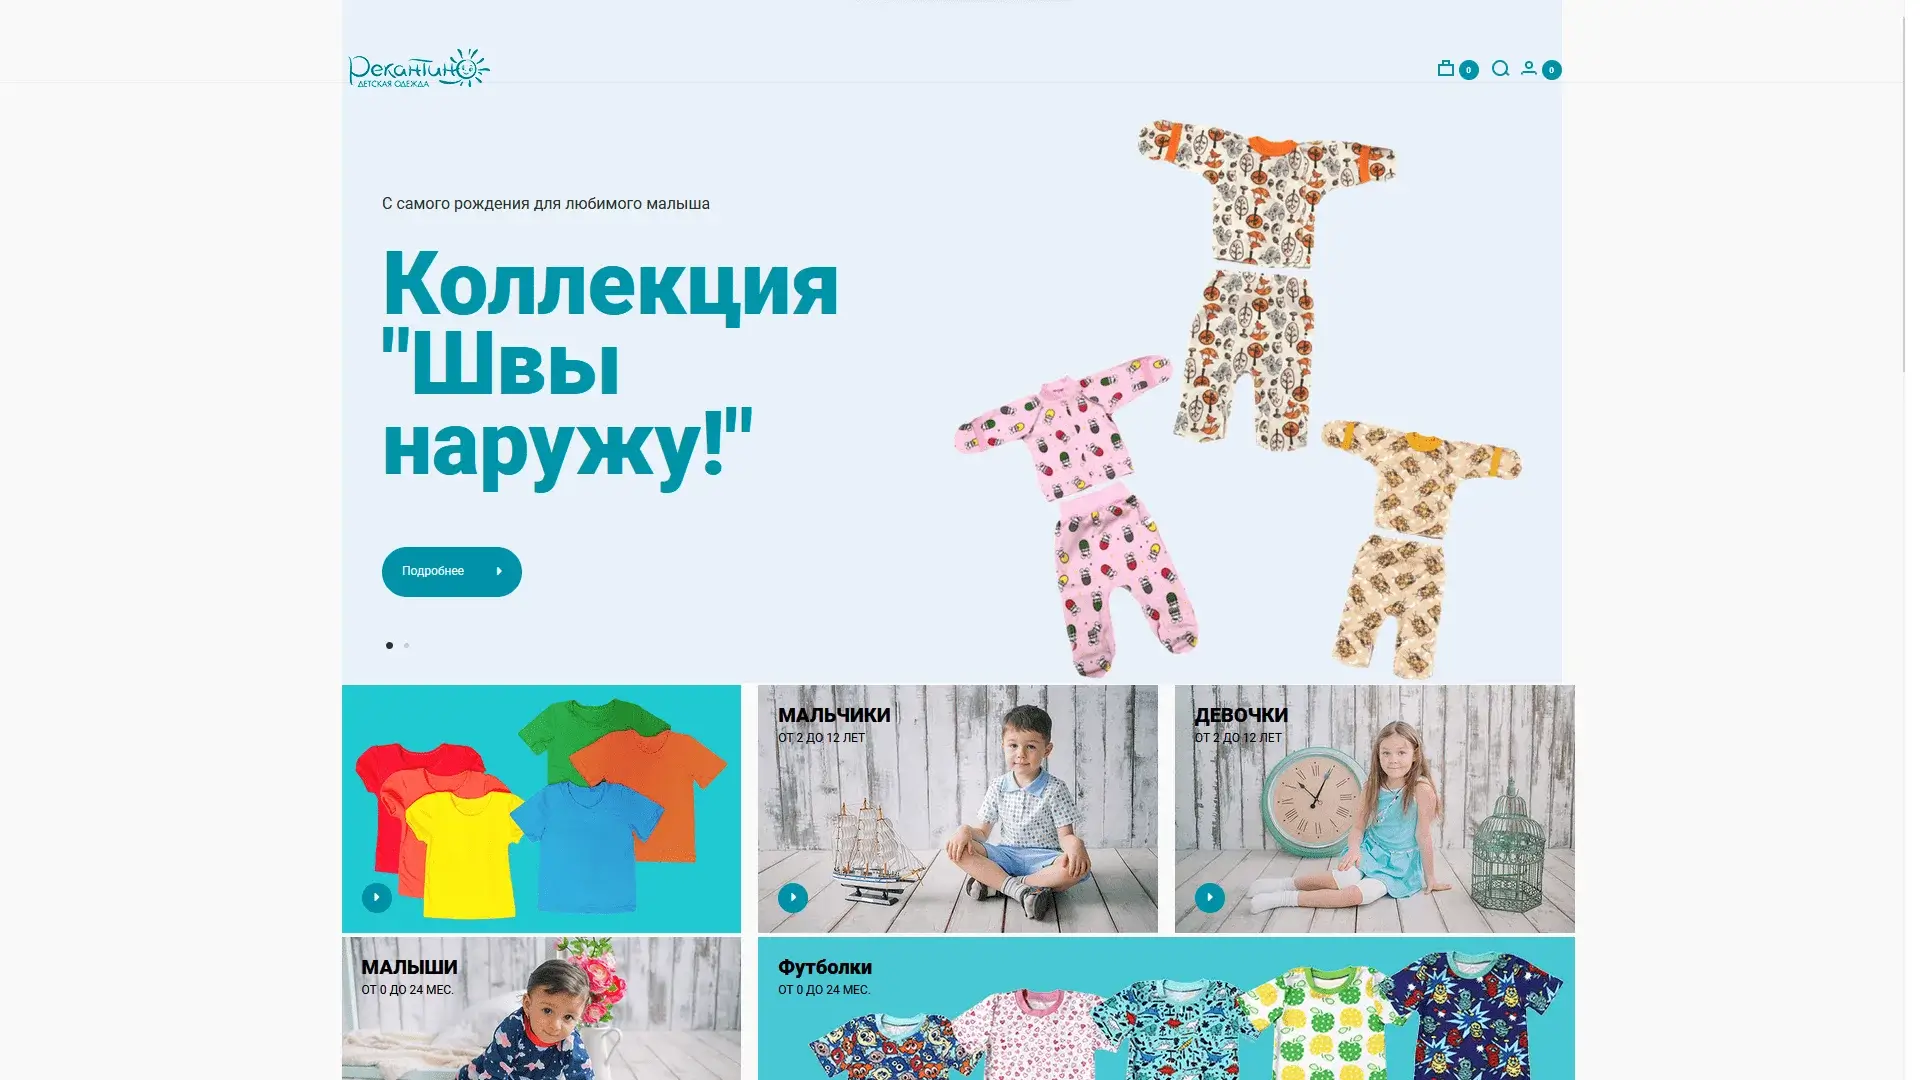 Рекантино
ДЕТСКАЯ ОДЕЖДА
0
0
С самого рождения для любимого малыша
Коллекция
"Швы
наружу!"
Подробнее
МАЛЬЧИКИ
ОТ 2 ДО 12 ЛЕТ
ДЕВОЧКИ
ОТ 2 ДО 12 ЛЕТ
МАЛЫШИ
ОТ 0 ДО 24 МЕС.
Футболки
ОТ 0 ДО 24 МЕС.